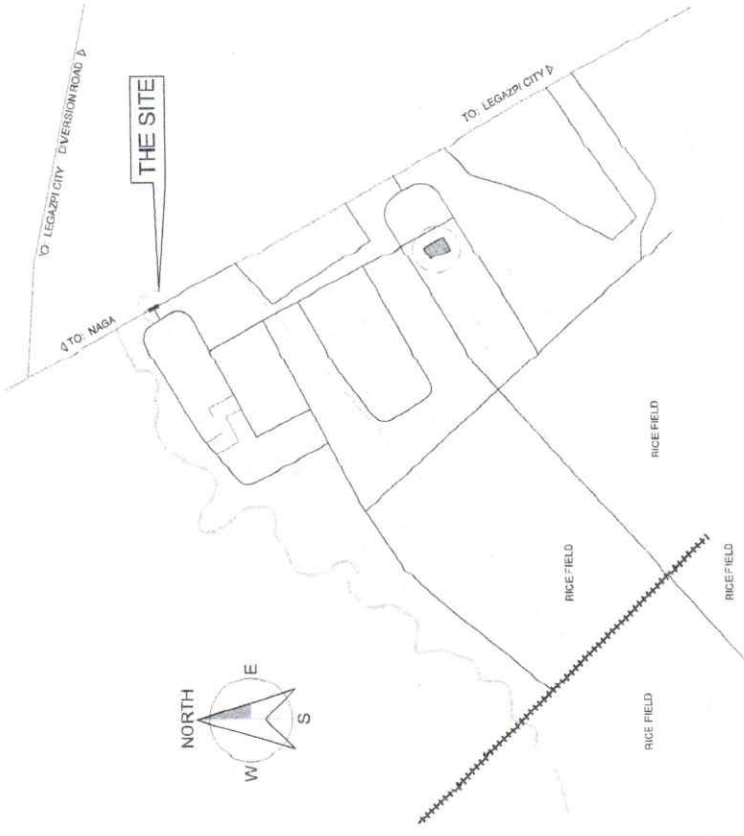 TO: LEGAZPI CITY DIVERSION ROAD
THE SITE
TO: NAGA
TO: LEGAZPI CITY
RICE FIELD
RICE FIELD
RICE FIELD
RICE FIELD
NORTH
W
E
S